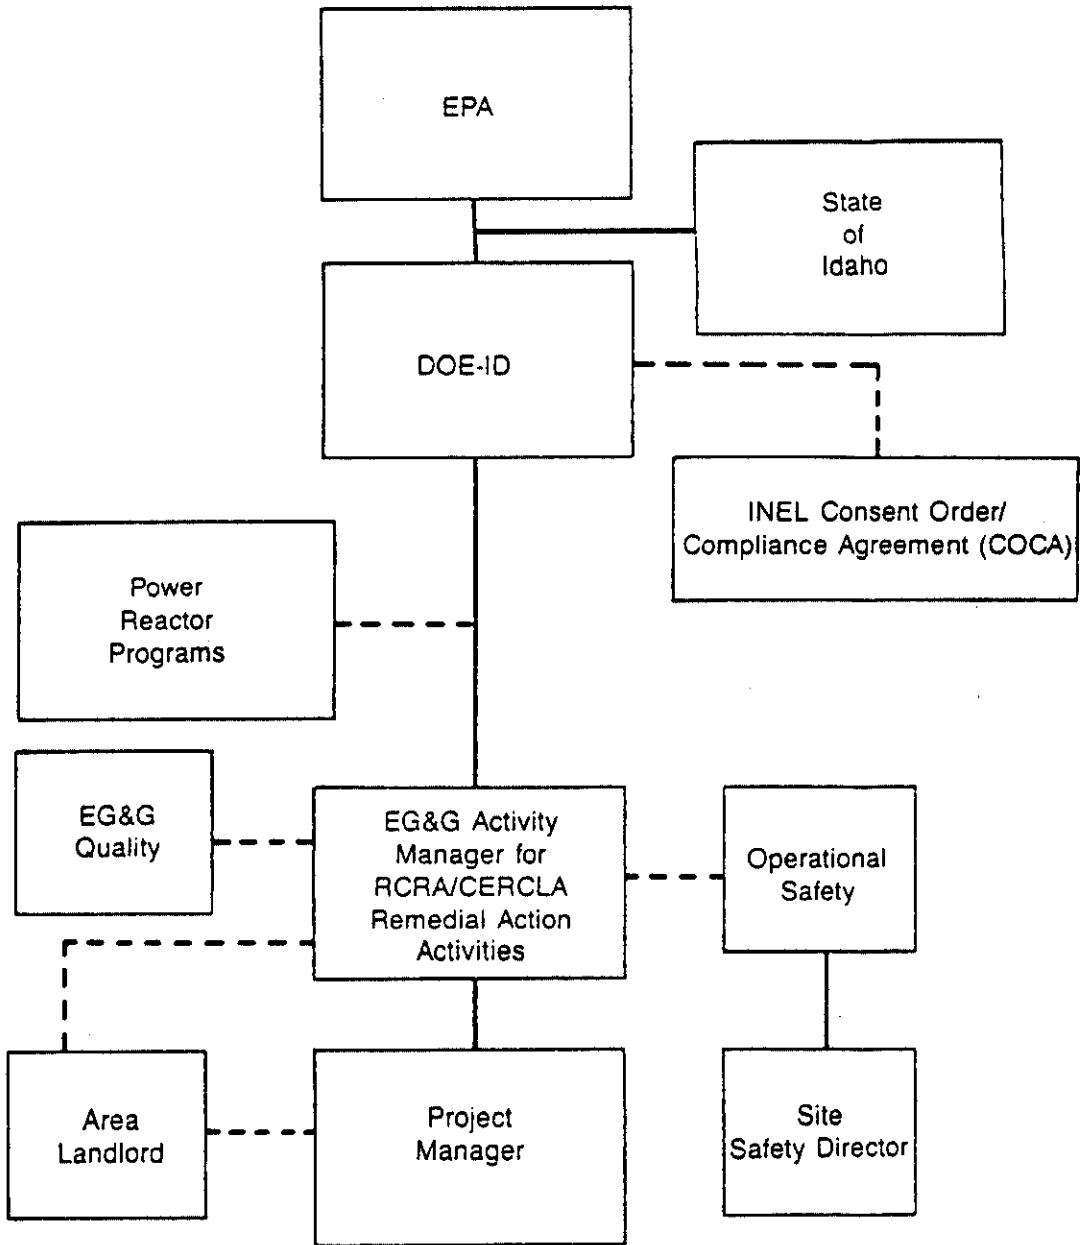 EPA
State
of
Idaho
DOE-ID
INEL Consent Order/
Compliance Agreement (COCA)
Power
Reactor
Programs
EG&G
Quality
EG&G Activity
Manager for
RCRA/CERCLA
Remedial Action
Activities
Operational
Safety
Area
Landlord
Project
Manager
Site
Safety Director